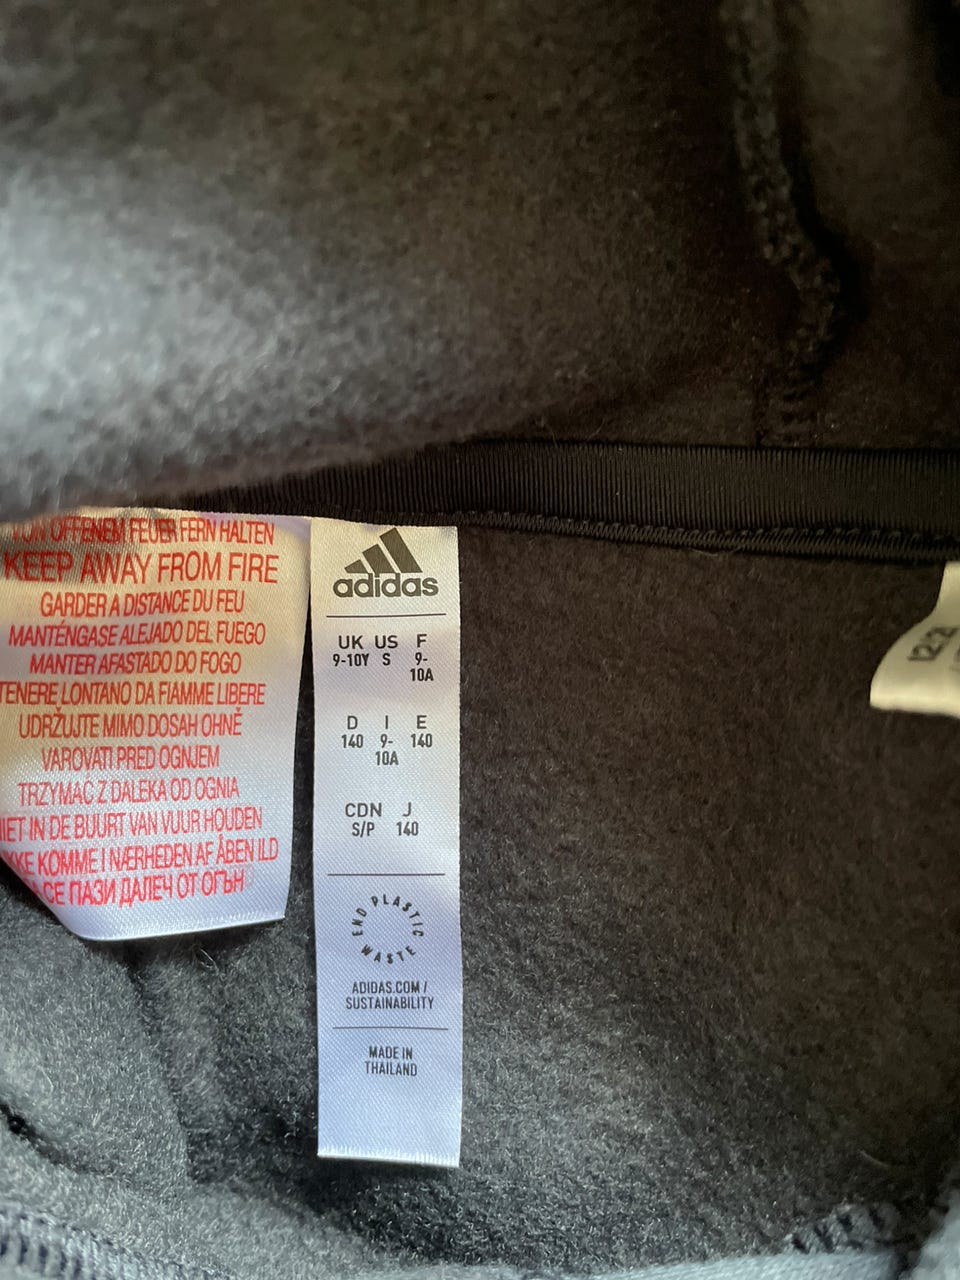 OFFENEM FEUER FERN HALTEN
KEEP AWAY FROM FIRE
GARDER A DISTANCE DU FEU
MANTÉNGASE ALEJADO DEL FUEGO
MANTER AFASTADO DO FOGO
TENERE LONTANO DA FIAMME LIBERE
UDRŽUJTE MIMO DOSAH OHNĚ
VAROVATI PRED OGNJEM
TRZYMAĆ Z DALEKA OD OGNIA
NIET IN DE BUURT VAN VUUR HOUDEN
KOMME I NÆRHEDEN AF ÅBEN ILD
СЕ ПАЗИ ДАЛЕЧ ОТ ОГЪН
adidas
UK US F
9-10Y S 9-
10A
D I E
140 9- 140
10A
CDN J
S/P 140
END PLASTIC WASTE
ADIDAS.COM /
SUSTAINABILITY
MADE IN
THAILAND